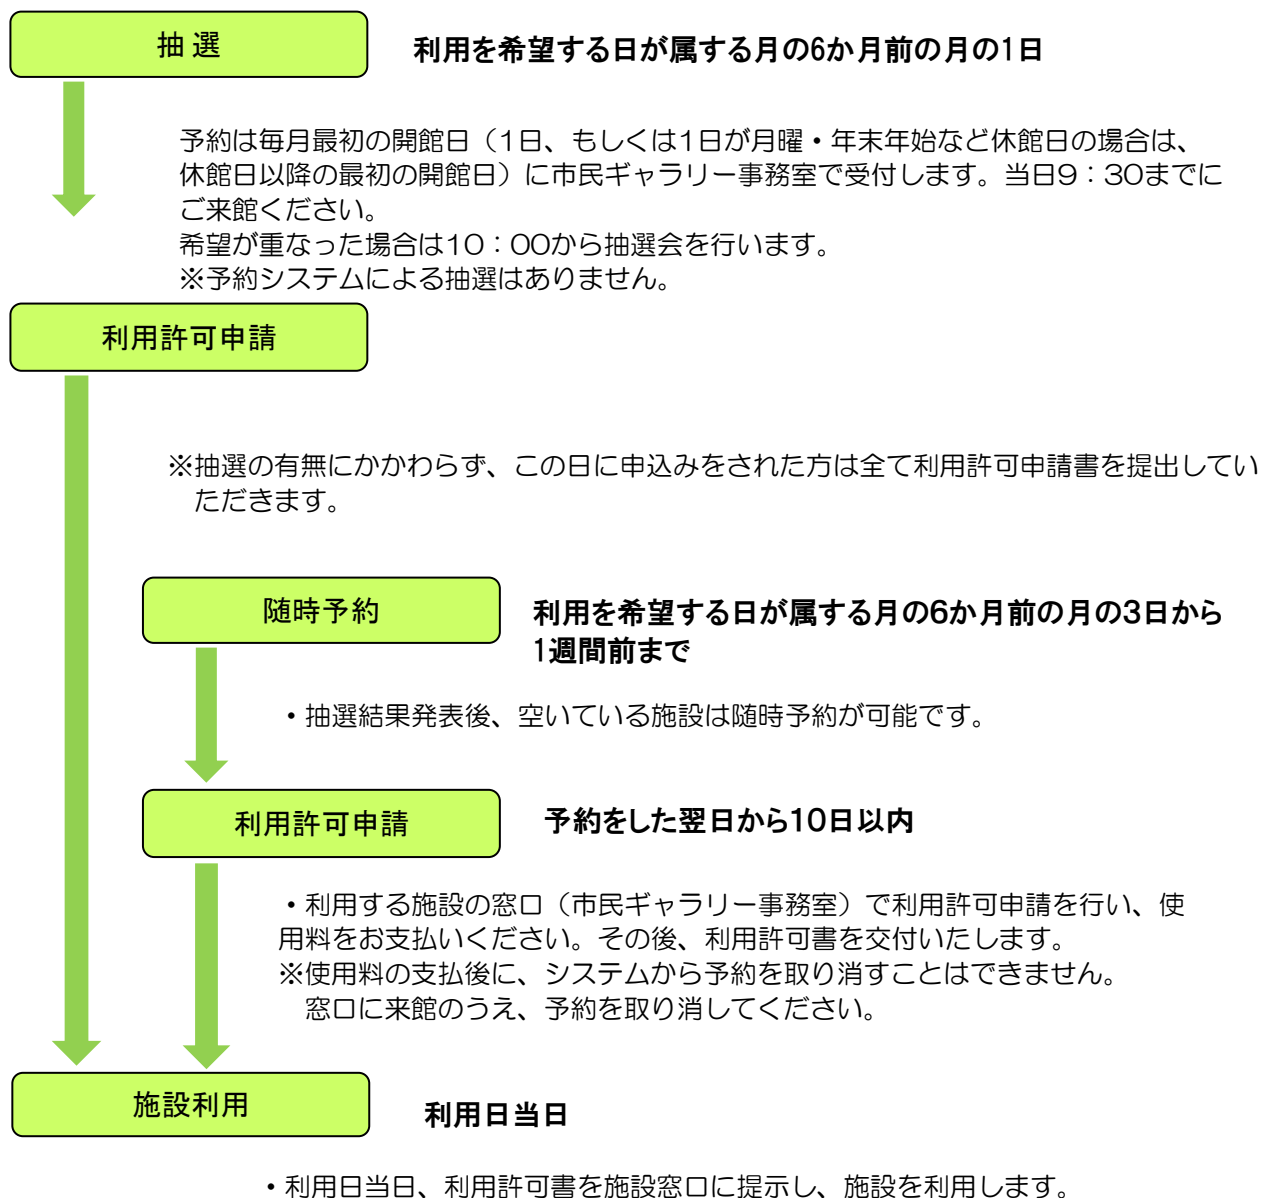 抽 選
利用を希望する日が属する月の6か月前の月の1日
予約は毎月最初の開館日（1日、もしくは1日が月曜・年末年始など休館日の場合は、
休館日以降の最初の開館日）に市民ギャラリー事務室で受付します。当日9：30までに
ご来館ください。
希望が重なった場合は10：00から抽選会を行います。
※予約システムによる抽選はありません。
利用許可申請
※抽選の有無にかかわらず、この日に申込みをされた方は全て利用許可申請書を提出してい
ただきます。
随時予約
利用を希望する日が属する月の6か月前の月の3日から
1週間前まで
・抽選結果発表後、空いている施設は随時予約が可能です。
利用許可申請
予約をした翌日から10日以内
・利用する施設の窓口（市民ギャラリー事務室）で利用許可申請を行い、使
用料をお支払いください。その後、利用許可書を交付いたします。
※使用料の支払後に、システムから予約を取り消すことはできません。
窓口に来館のうえ、予約を取り消してください。
施設利用
利用日当日
・利用日当日、利用許可書を施設窓口に提示し、施設を利用します。